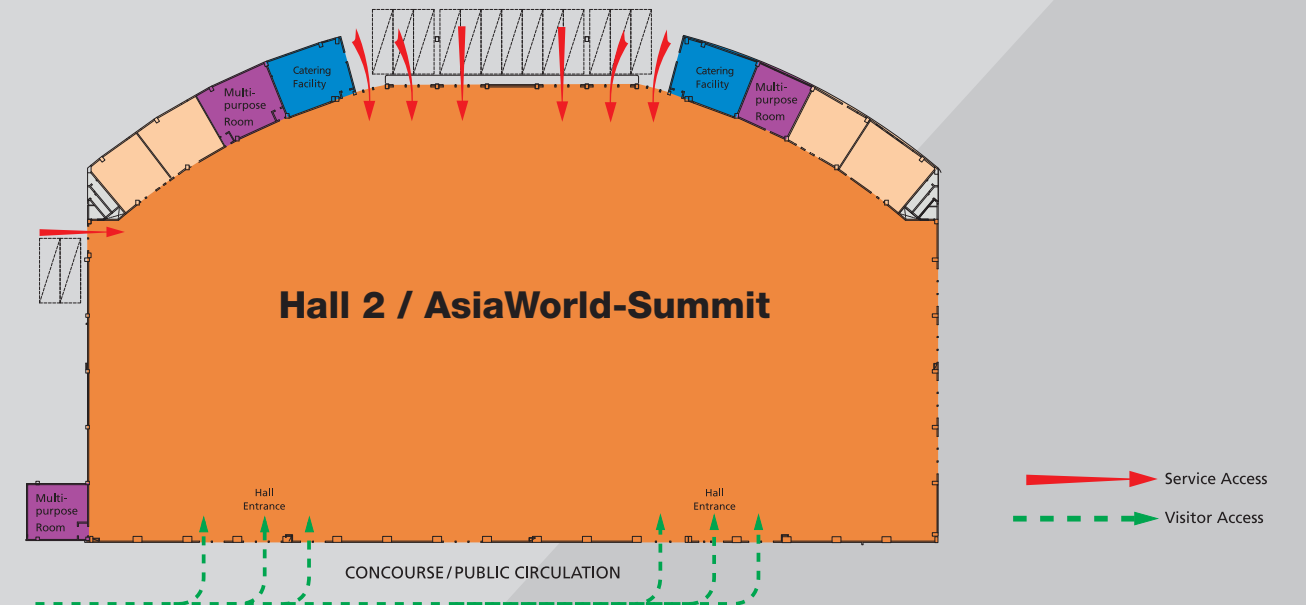 Catering
Facility
Multi-
purpose
Room
Catering
Facility
Multi-
purpose
Room
Hall 2 / AsiaWorld-Summit
Multi-
purpose
Room
Hall
Entrance
Hall
Entrance
Service Access
Visitor Access
CONCOURSE/PUBLIC CIRCULATION